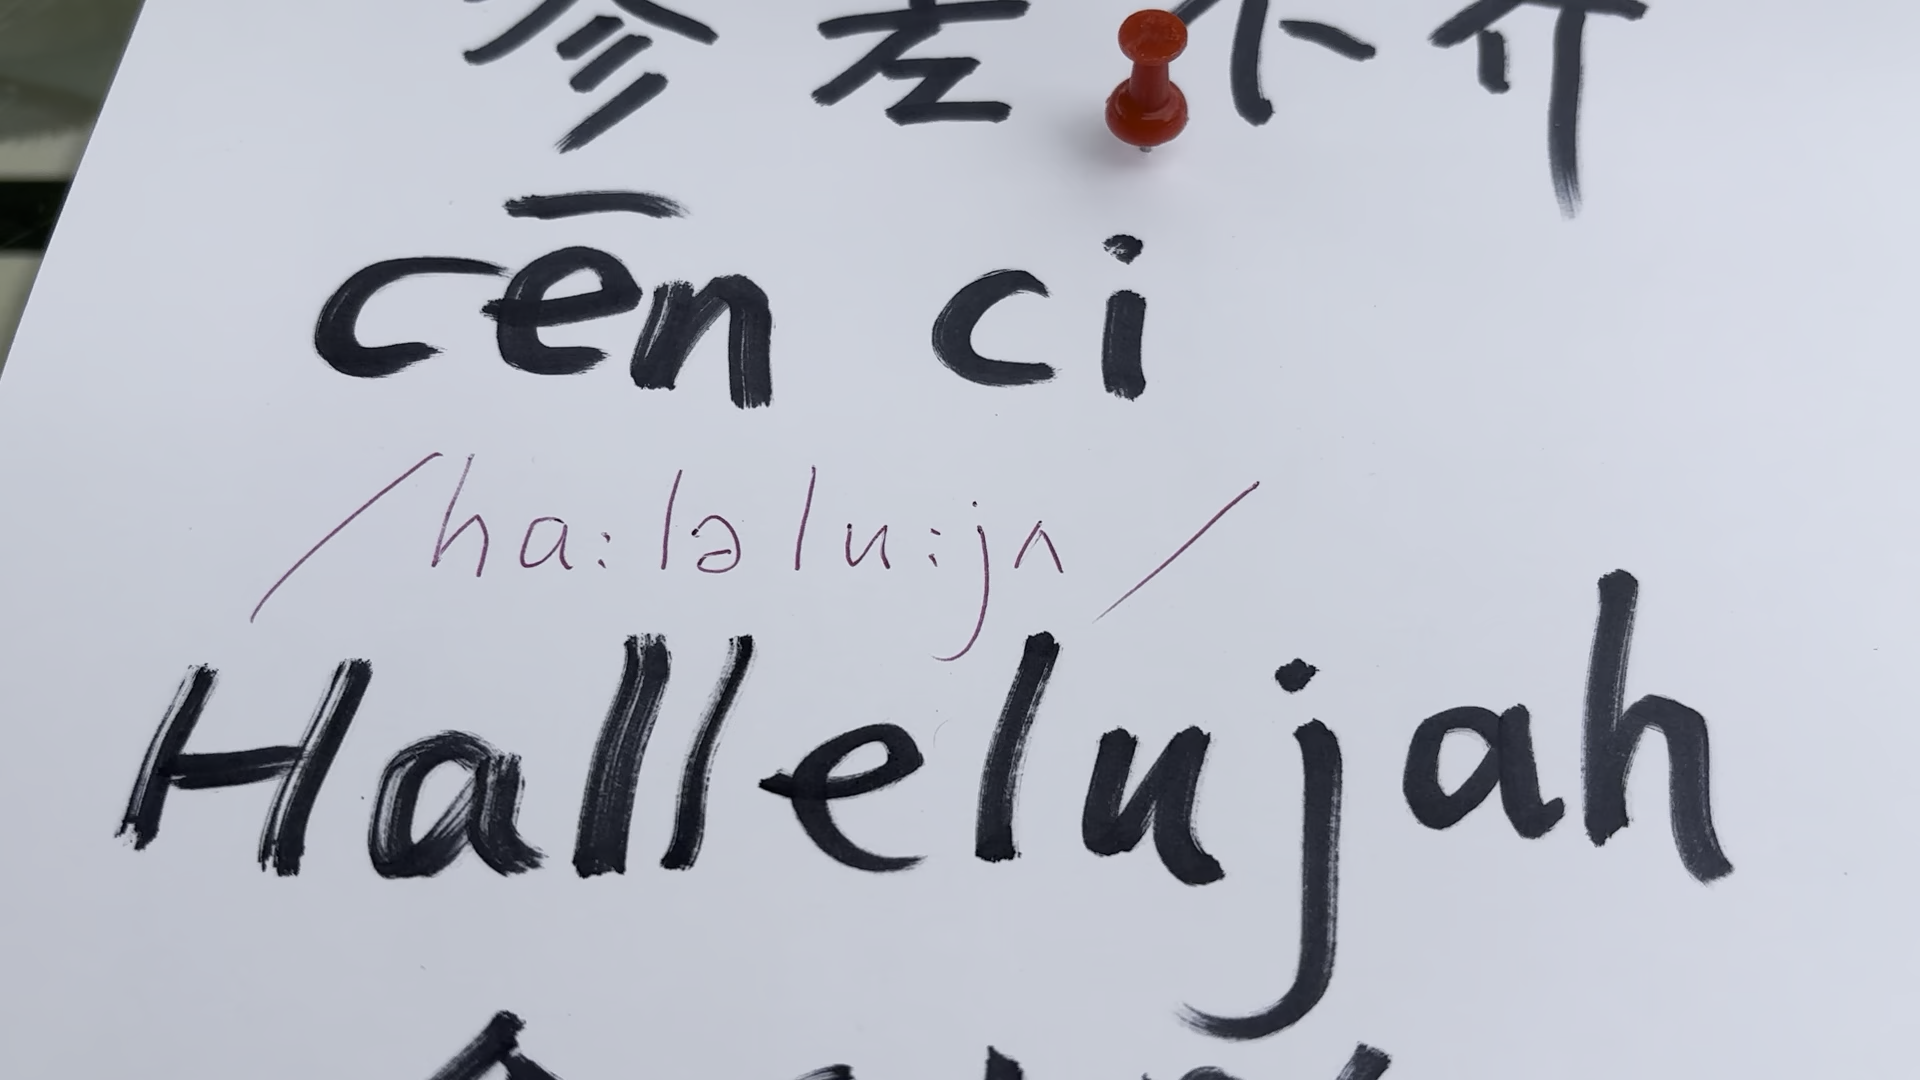 参差不齐
cēn ci
/ha:ləlu:jʌ/
Hallelujah